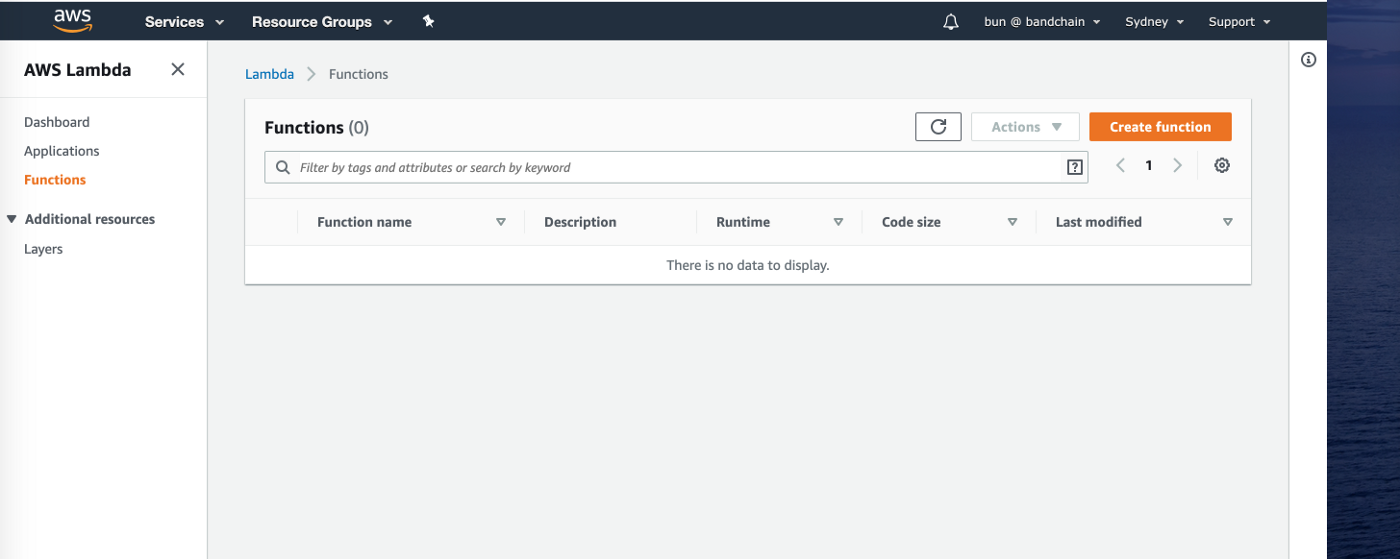 aws Services Resource Groups bun @ bandchain Sydney Support
AWS Lambda
Lambda Functions
Dashboard
Applications
Functions
Additional resources
Layers
Functions (0) Actions Create function
Filter by tags and attributes or search by keyword ? 1
Function name Description Runtime Code size Last modified
There is no data to display.